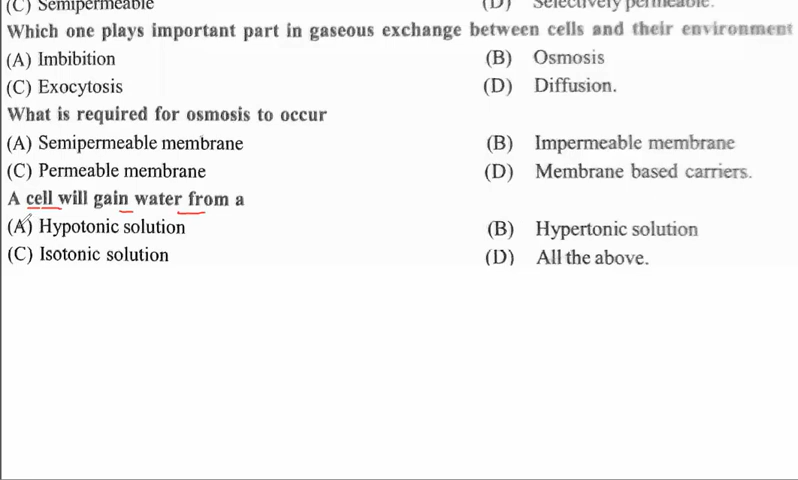 (C) Semipermeable (D) Selectively permeable.
Which one plays important part in gaseous exchange between cells and their environment
(A) Imbibition (B) Osmosis
(C) Exocytosis (D) Diffusion.
What is required for osmosis to occur
(A) Semipermeable membrane (B) Impermeable membrane
(C) Permeable membrane (D) Membrane based carriers.
A cell will gain water from a
(A) Hypotonic solution (B) Hypertonic solution
(C) Isotonic solution (D) All the above.